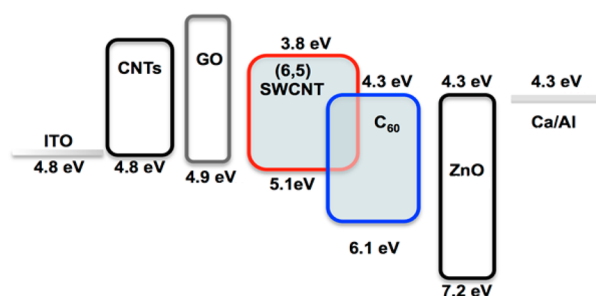 ITO
4.8 eV
CNTs
4.8 eV
GO
4.9 eV
3.8 eV
(6,5)
SWCNT
5.1eV
4.3 eV
C₆₀
6.1 eV
4.3 eV
ZnO
7.2 eV
4.3 eV
Ca/Al